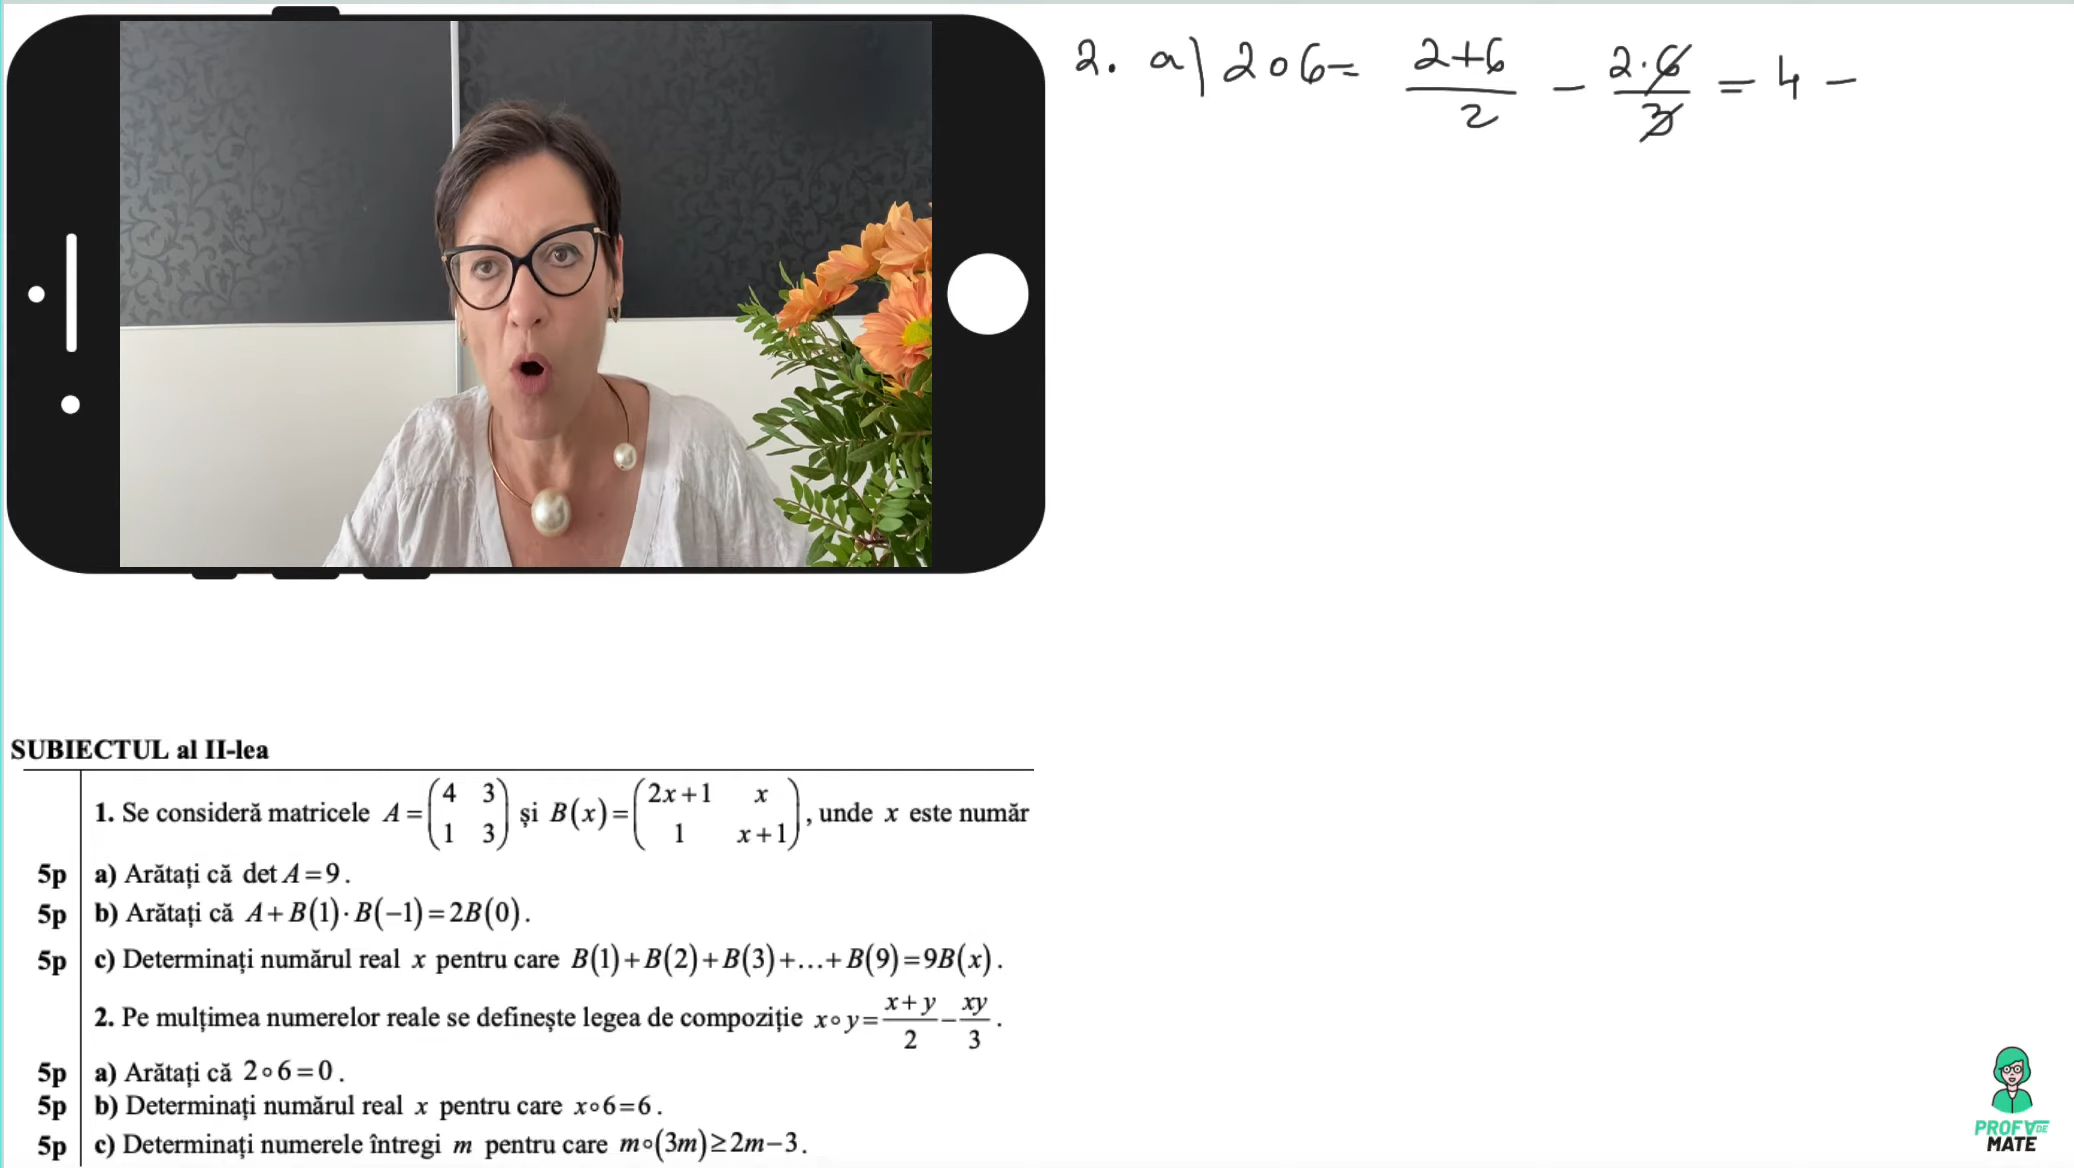 2. a) 2∘6 = (2+6)/2 - (2·6)/3 = 4 -
SUBIECTUL al II-lea
1. Se consideră matricele A = (4 3; 1 3) și B(x) = (2x+1 x; 1 x+1), unde x este număr
5p a) Arătați că det A = 9.
5p b) Arătați că A + B(1)·B(−1) = 2B(0).
5p c) Determinați numărul real x pentru care B(1)+B(2)+B(3)+...+B(9) = 9B(x).
2. Pe mulțimea numerelor reale se definește legea de compoziție x∘y = (x+y)/2 − xy/3.
5p a) Arătați că 2∘6 = 0.
5p b) Determinați numărul real x pentru care x∘6 = 6.
5p c) Determinați numerele întregi m pentru care m∘(3m) ≥ 2m−3.
PROFA DE
MATE